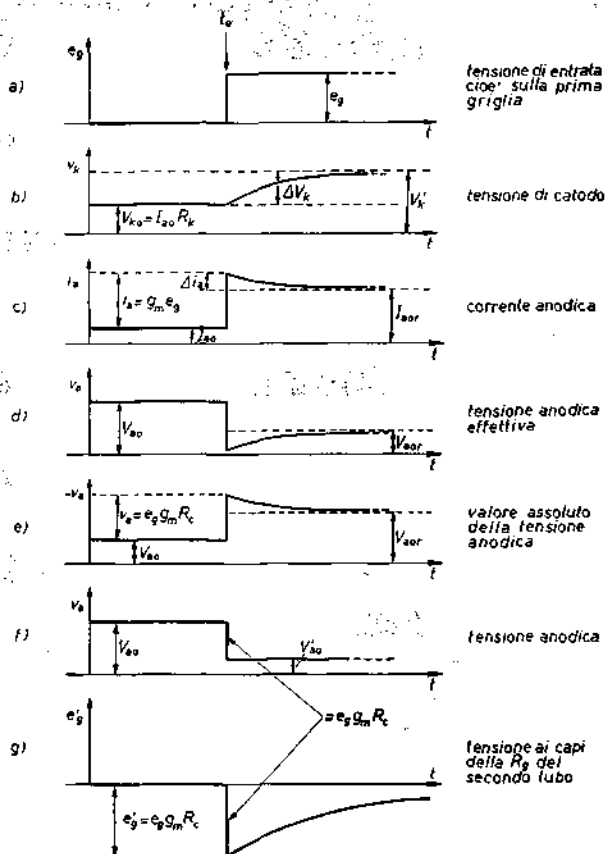 t_o
a)
e_g
e_g
t
tensione di entrata
cioe' sulla prima
griglia
b)
v_k
V_ko = I_ao R_k
ΔV_k
V'_k
t
tensione di catodo
c)
i_a
i_a = g_m e_g
Δi_a
I_ao
I_aor
t
corrente anodica
d)
v_a
V_ao
V_aor
t
tensione anodica
effettiva
e)
-v_a
v_a = e_g g_m R_c
V_ao
V_aor
t
valore assoluto
della tensione
anodica
f)
v_a
V_ao
V'_ao
t
tensione anodica
= e_g g_m R_c
g)
e'_g
t
e'_g = e_g g_m R_c
tensione ai capi
della R_g del
secondo tubo